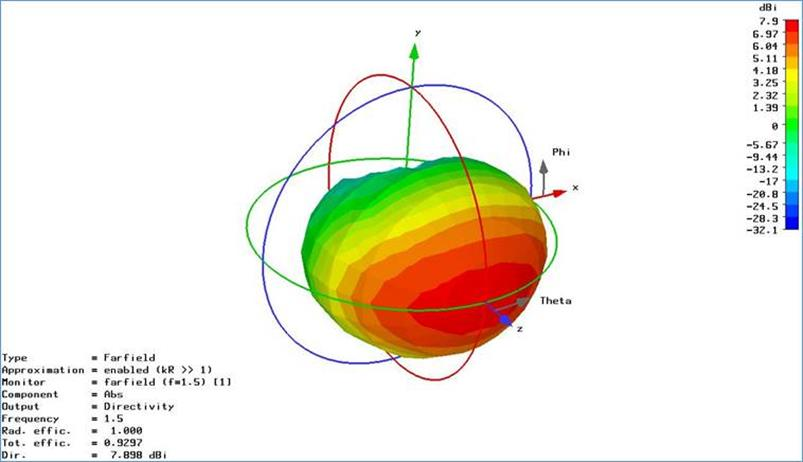 dBi
7.9
6.97
6.04
5.11
4.18
3.25
2.32
1.39
0
-5.67
-9.44
-13.2
-17
-20.8
-24.5
-28.3
-32.1
y
Phi
x
Theta
z
Type = Farfield
Approximation = enabled (kR >> 1)
Monitor = farfield (f=1.5) [1]
Component = Abs
Output = Directivity
Frequency = 1.5
Rad. effic. = 1.000
Tot. effic. = 0.9297
Dir. = 7.898 dBi